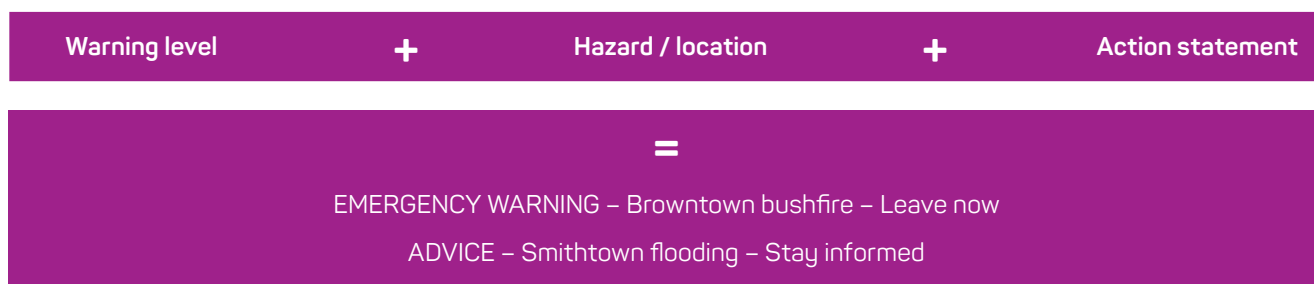 Warning level + Hazard / location + Action statement
=
EMERGENCY WARNING – Browntown bushfire – Leave now
ADVICE – Smithtown flooding – Stay informed